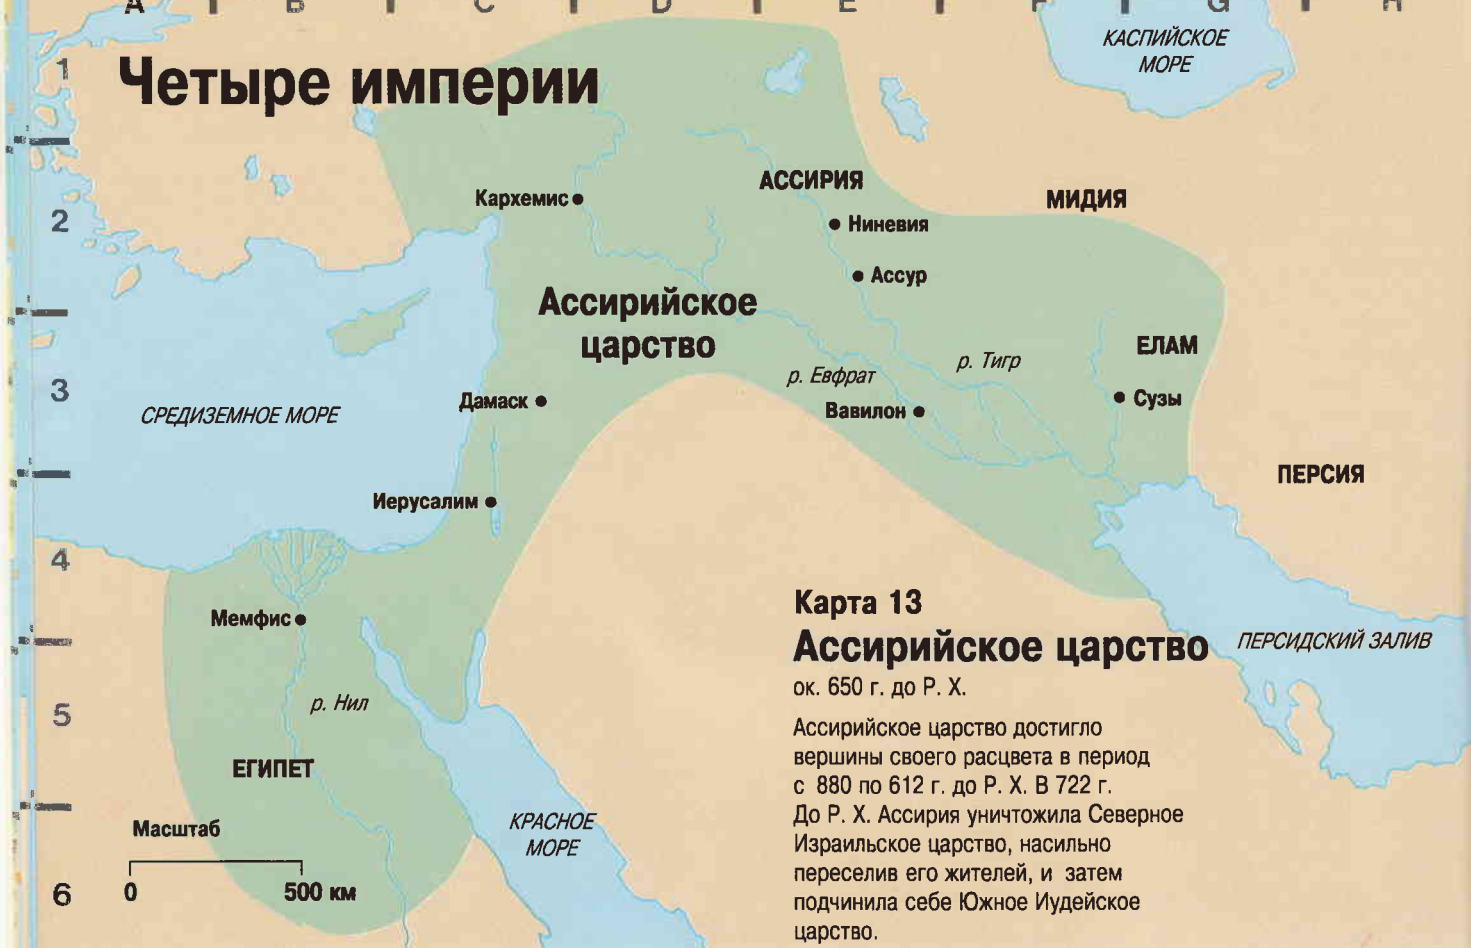 A B C D E F G H
1
Четыре империи
КАСПИЙСКОЕ
МОРЕ
2
Кархемис
АССИРИЯ
МИДИЯ
Ниневия
Ассур
Ассирийское
царство
ЕЛАМ
р. Евфрат
р. Тигр
3
СРЕДИЗЕМНОЕ МОРЕ
Дамаск
Вавилон
Сузы
ПЕРСИЯ
Иерусалим
4
Мемфис
р. Нил
5
ЕГИПЕТ
КРАСНОЕ
МОРЕ
ПЕРСИДСКИЙ ЗАЛИВ
Масштаб
0 500 км
6
Карта 13
Ассирийское царство
ок. 650 г. до Р. Х.
Ассирийское царство достигло
вершины своего расцвета в период
с 880 по 612 г. до Р. Х. В 722 г.
До Р. Х. Ассирия уничтожила Северное
Израильское царство, насильно
переселив его жителей, и затем
подчинила себе Южное Иудейское
царство.